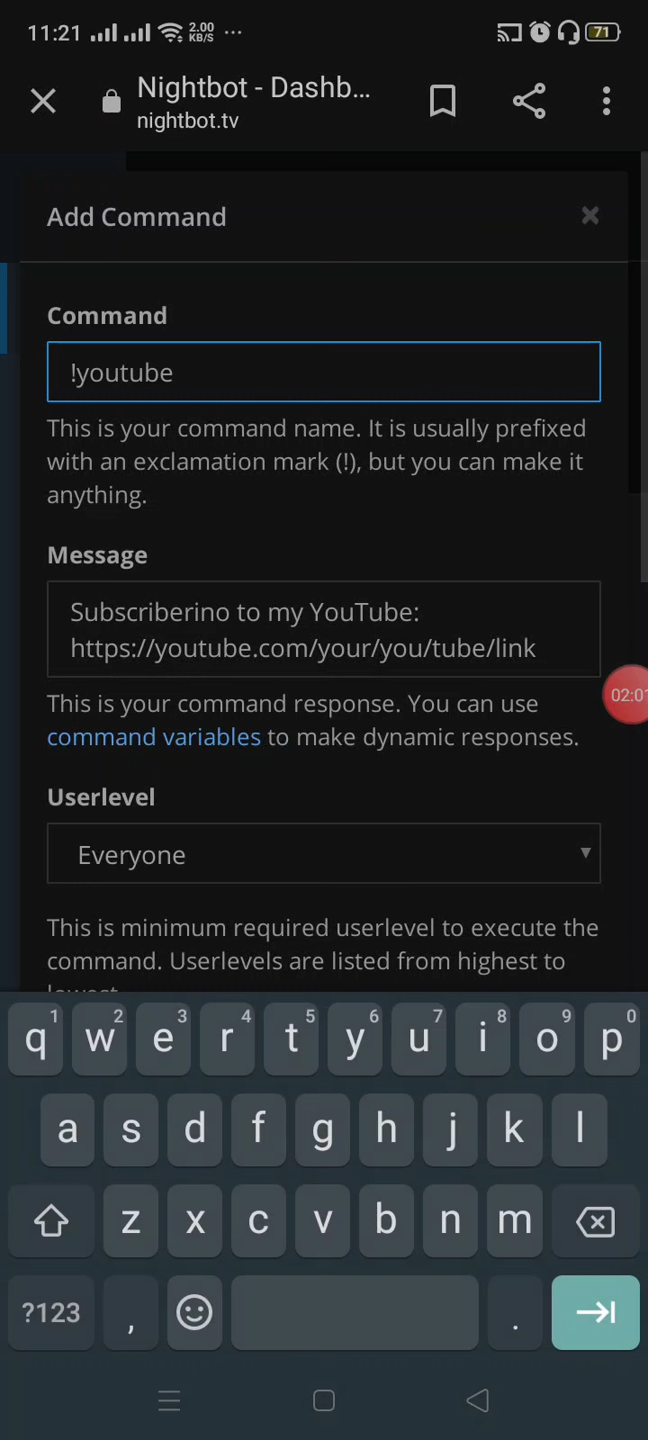 11:21 2.00 KB/S ... 71
Nightbot - Dashb...
nightbot.tv
Add Command ×
Command
!youtube
This is your command name. It is usually prefixed
with an exclamation mark (!), but you can make it
anything.
Message
Subscriberino to my YouTube:
https://youtube.com/your/you/tube/link
02:01
This is your command response. You can use
command variables to make dynamic responses.
Userlevel
Everyone
This is minimum required userlevel to execute the
command. Userlevels are listed from highest to
lowest.
q 1 w 2 e 3 r 4 t 5 y 6 u 7 i 8 o 9 p 0
a s d f g h j k l
z x c v b n m
?123 , .